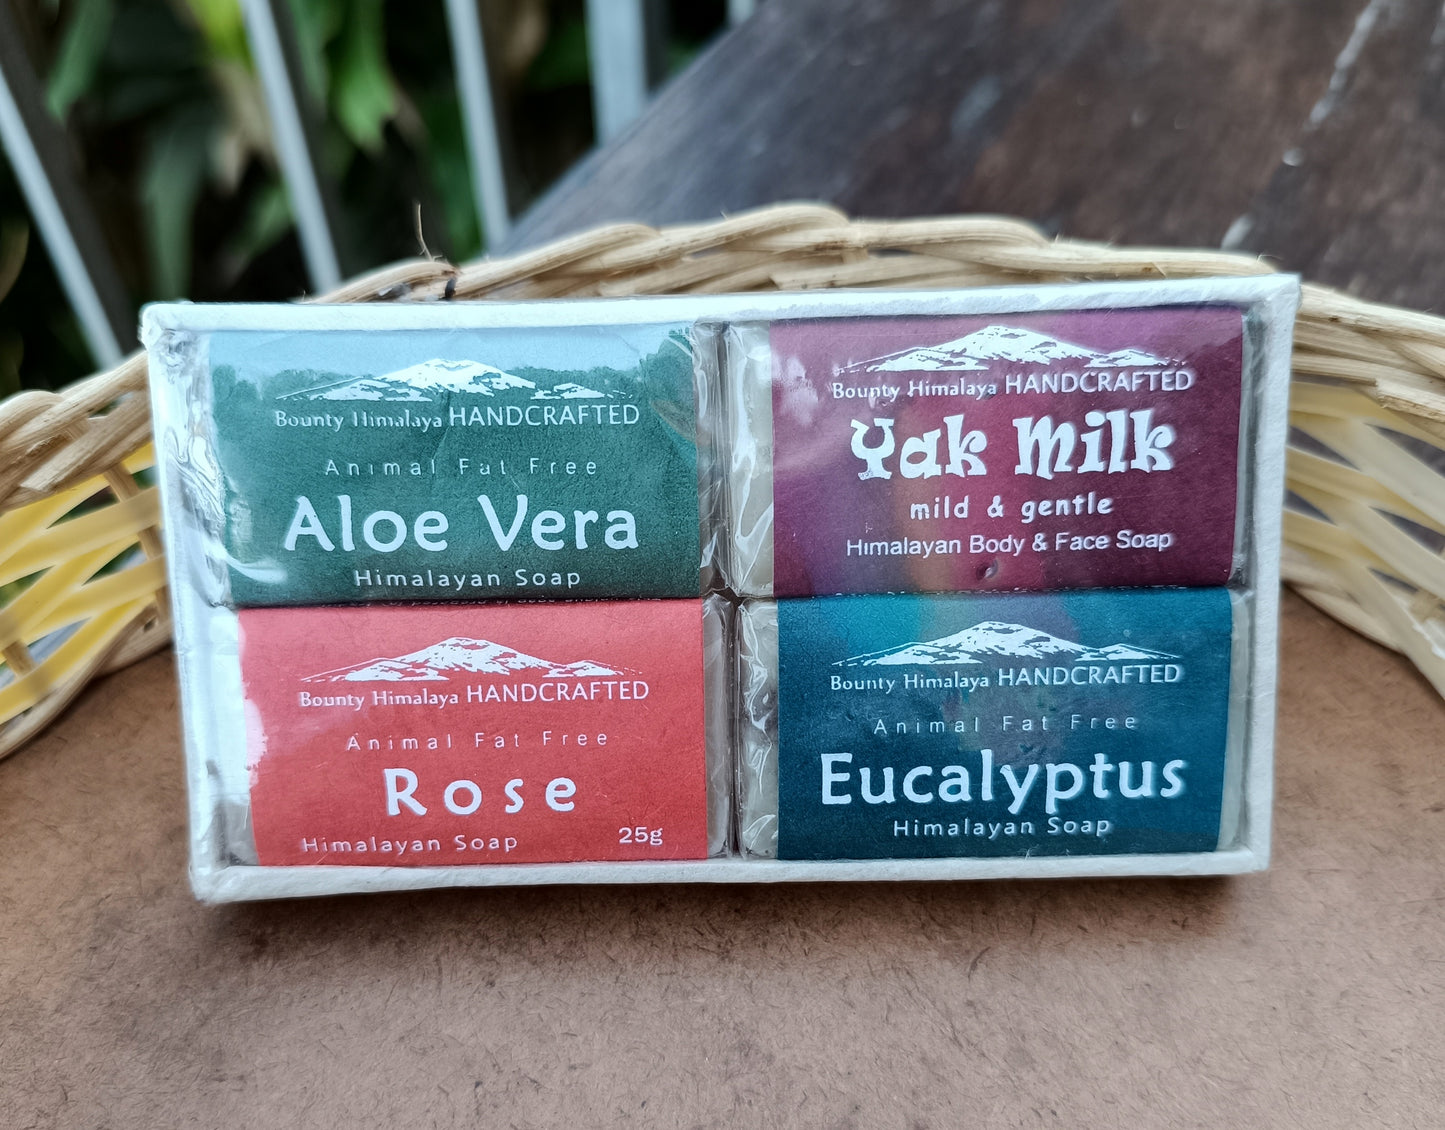 Bounty Himalaya HANDCRAFTED
Animal Fat Free
Aloe Vera
Himalayan Soap
Bounty Himalaya HANDCRAFTED
Yak Milk
mild & gentle
Himalayan Body & Face Soap
Bounty Himalaya HANDCRAFTED
Animal Fat Free
Rose
Himalayan Soap 25g
Bounty Himalaya HANDCRAFTED
Animal Fat Free
Eucalyptus
Himalayan Soap